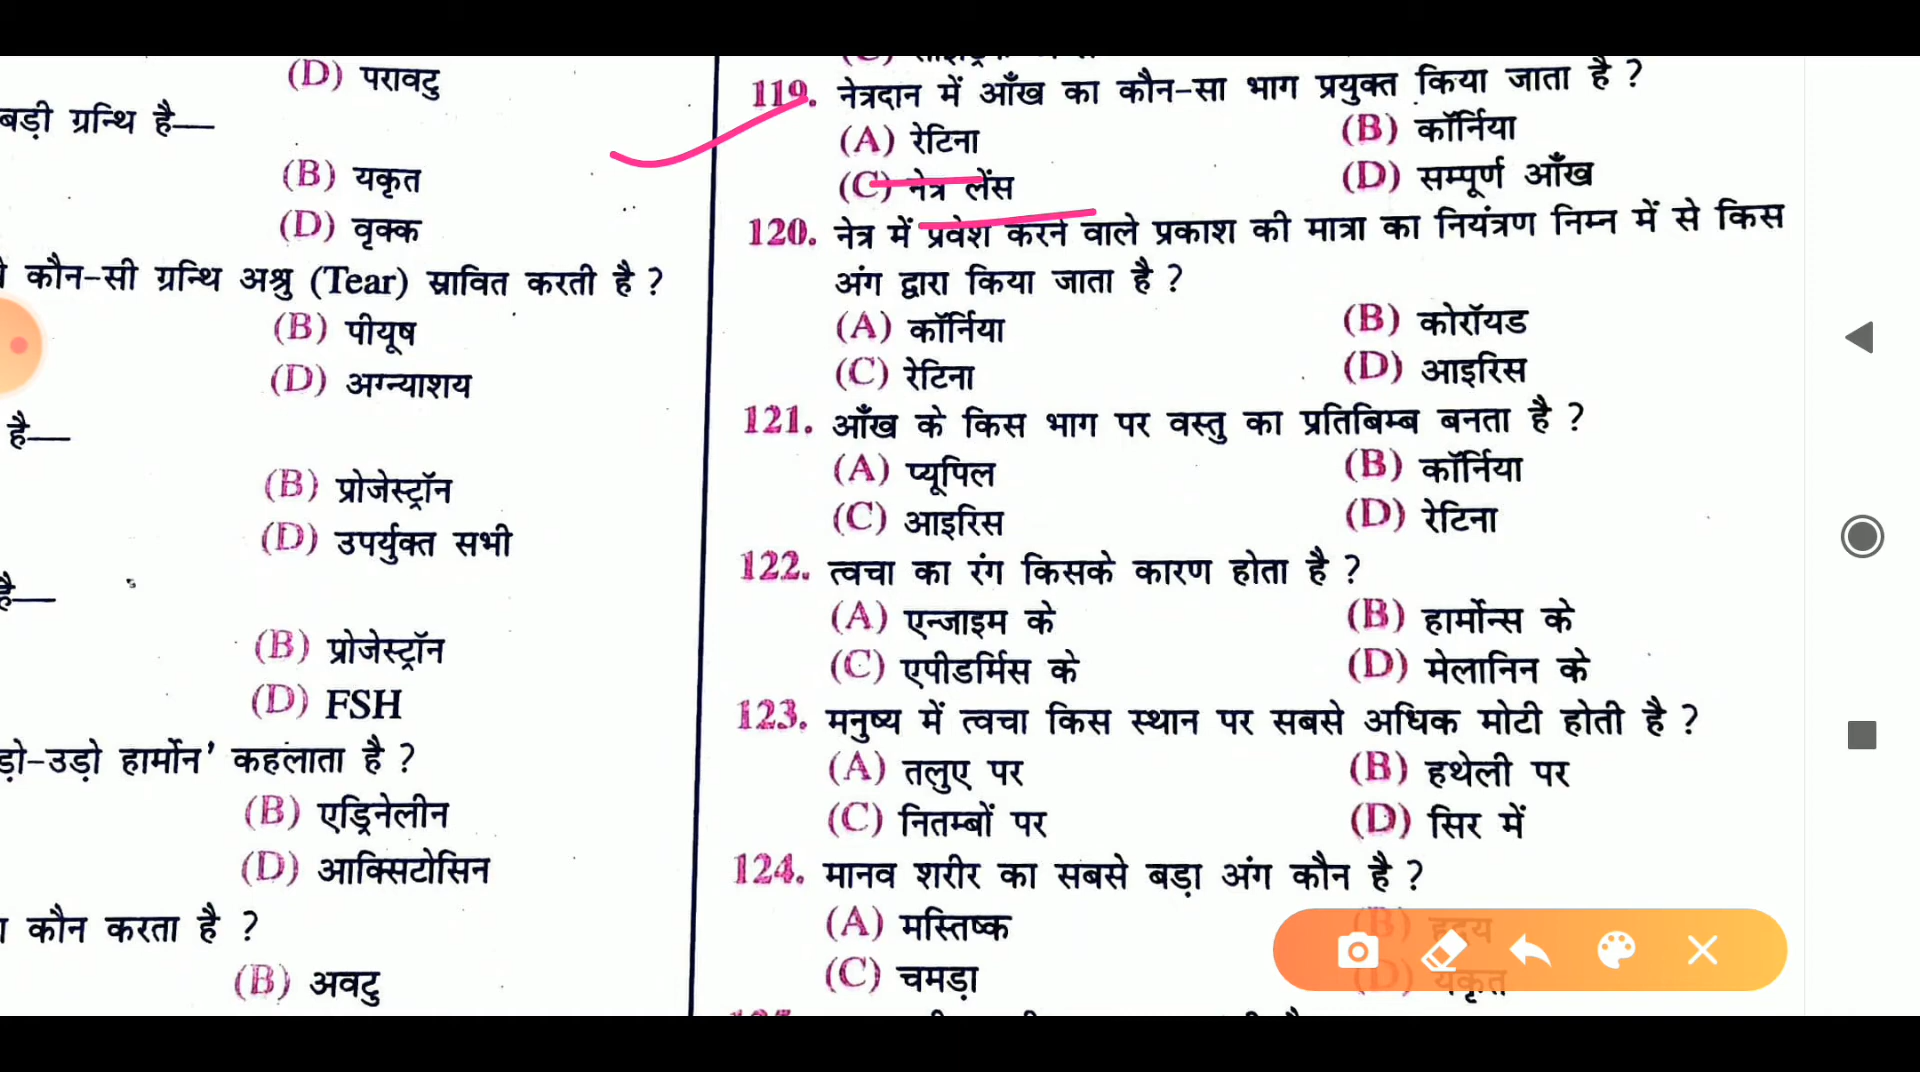 (D) परावटु
बड़ी ग्रन्थि है—
(B) यकृत
(D) वृक्क
कौन-सी ग्रन्थि अश्रु (Tear) स्रावित करती है ?
(B) पीयूष
(D) अग्न्याशय
है—
(B) प्रोजेस्ट्रॉन
(D) उपर्युक्त सभी
है—
(B) प्रोजेस्ट्रॉन
(D) FSH
ड़ो-उड़ो हार्मोन’ कहलाता है ?
(B) एड्रिनेलीन
(D) आक्सिटोसिन
कौन करता है ?
(B) अवटु
119. नेत्रदान में आँख का कौन-सा भाग प्रयुक्त किया जाता है ?
(A) रेटिना (B) कॉर्निया
(C) नेत्र लेंस (D) सम्पूर्ण आँख
120. नेत्र में प्रवेश करने वाले प्रकाश की मात्रा का नियंत्रण निम्न में से किस
अंग द्वारा किया जाता है ?
(A) कॉर्निया (B) कोरॉयड
(C) रेटिना (D) आइरिस
121. आँख के किस भाग पर वस्तु का प्रतिबिम्ब बनता है ?
(A) प्यूपिल (B) कॉर्निया
(C) आइरिस (D) रेटिना
122. त्वचा का रंग किसके कारण होता है ?
(A) एन्जाइम के (B) हार्मोन्स के
(C) एपीडर्मिस के (D) मेलानिन के
123. मनुष्य में त्वचा किस स्थान पर सबसे अधिक मोटी होती है ?
(A) तलुए पर (B) हथेली पर
(C) नितम्बों पर (D) सिर में
124. मानव शरीर का सबसे बड़ा अंग कौन है ?
(A) मस्तिष्क (B) हृदय
(C) चमड़ा (D) यकृत